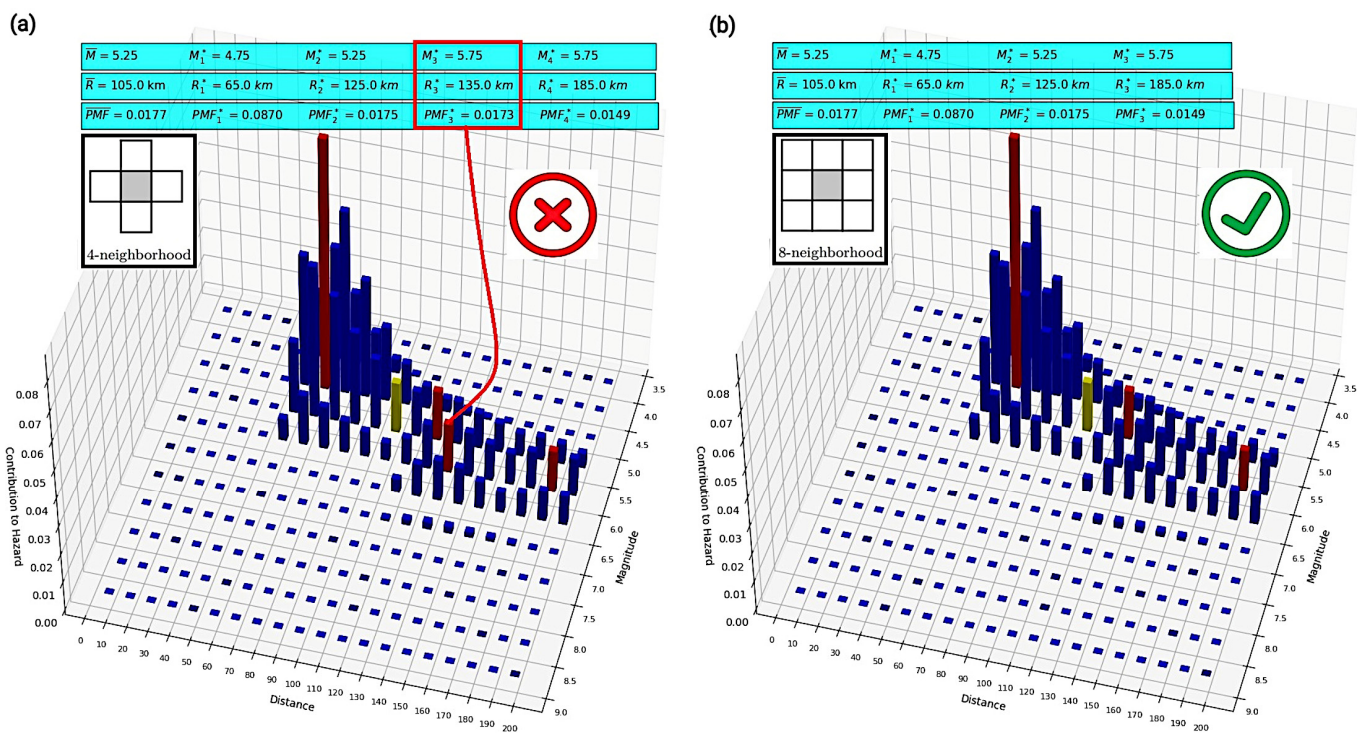 (a)
M̅ = 5.25 M₁* = 4.75 M₂* = 5.25 M₃* = 5.75 M₄* = 5.75
R̅ = 105.0 km R₁* = 65.0 km R₂* = 125.0 km R₃* = 135.0 km R₄* = 185.0 km
P̅M̅F̅ = 0.0177 PMF₁* = 0.0870 PMF₂* = 0.0175 PMF₃* = 0.0173 PMF₄* = 0.0149
4-neighborhood
Contribution to Hazard
0.08
0.07
0.06
0.05
0.04
0.03
0.02
0.01
0.00
0 10 20 30 40 50 60 70 80 90 100 110 120 130 140 150 160 170 180 190 200
Distance
3.5
4.0
4.5
5.0
5.5
6.0
6.5
7.0
7.5
8.0
8.5
9.0
Magnitude
(b)
M̅ = 5.25 M₁* = 4.75 M₂* = 5.25 M₃* = 5.75
R̅ = 105.0 km R₁* = 65.0 km R₂* = 125.0 km R₃* = 185.0 km
P̅M̅F̅ = 0.0177 PMF₁* = 0.0870 PMF₂* = 0.0175 PMF₃* = 0.0149
8-neighborhood
Contribution to Hazard
0.08
0.07
0.06
0.05
0.04
0.03
0.02
0.01
0.00
0 10 20 30 40 50 60 70 80 90 100 110 120 130 140 150 160 170 180 190 200
Distance
3.5
4.0
4.5
5.0
5.5
6.0
6.5
7.0
7.5
8.0
8.5
9.0
Magnitude